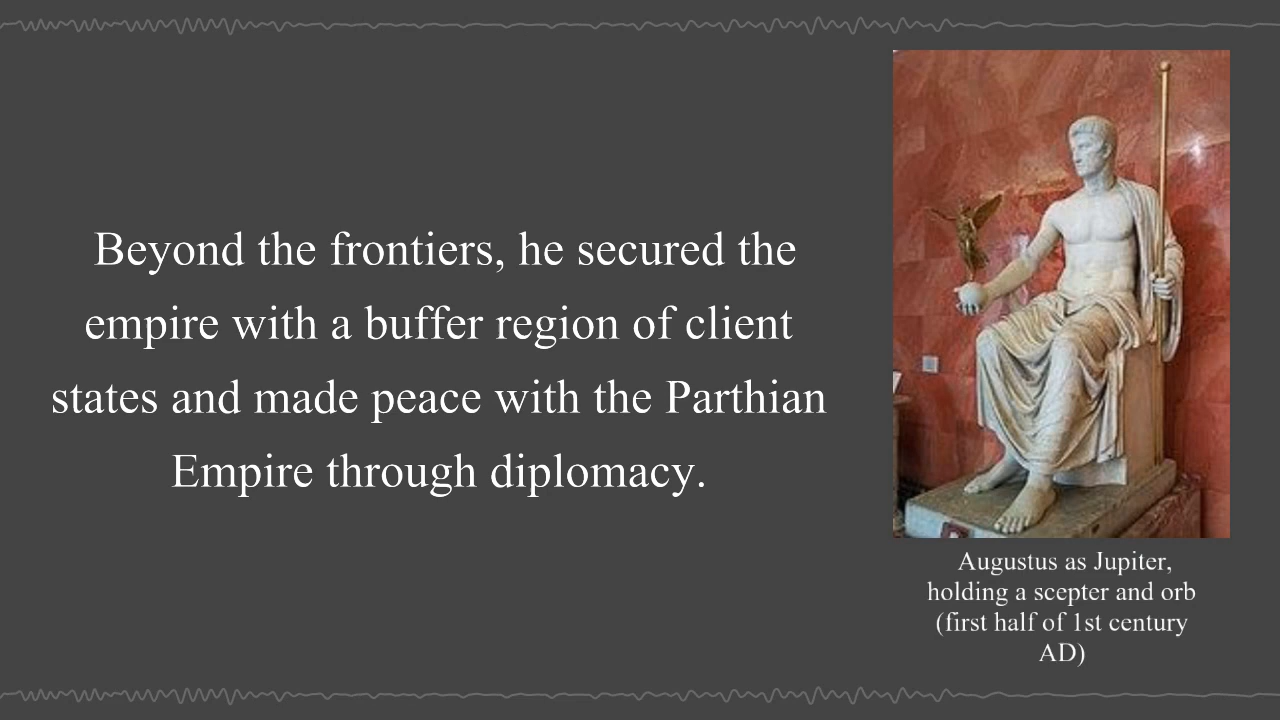 Beyond the frontiers, he secured the
empire with a buffer region of client
states and made peace with the Parthian
Empire through diplomacy.
Augustus as Jupiter,
holding a scepter and orb
(first half of 1st century
AD)